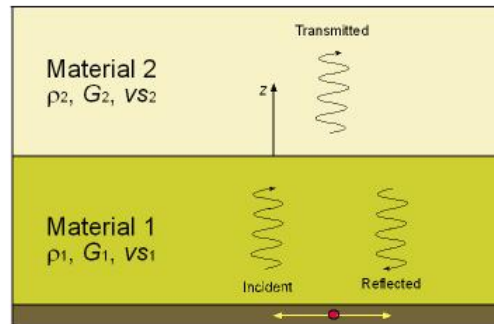 Transmitted
Material 2
ρ₂, G₂, vs₂
z
Material 1
ρ₁, G₁, vs₁
Incident
Reflected